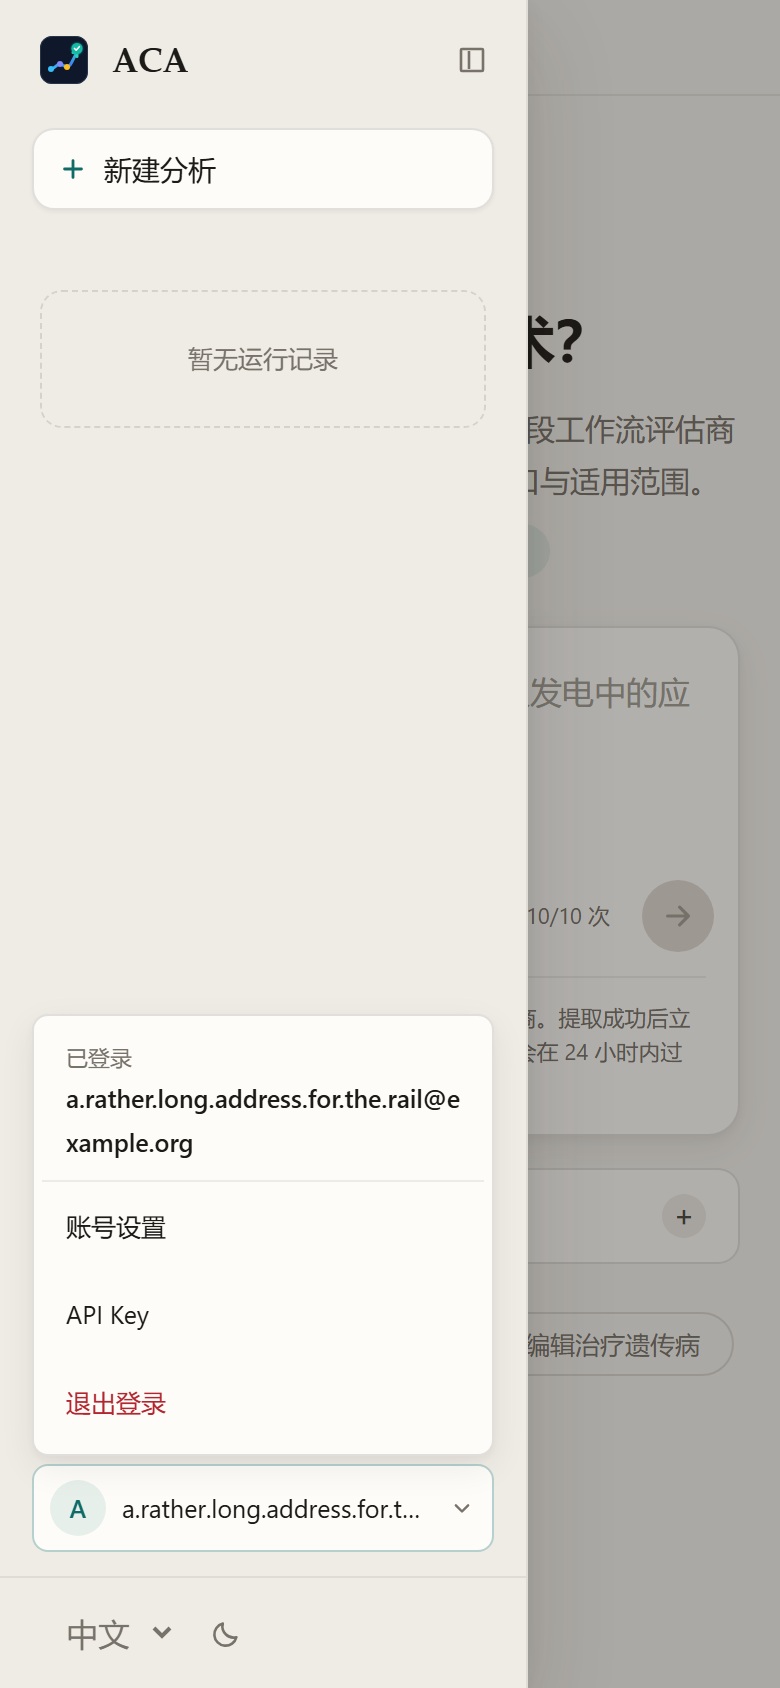 ACA
新建分析
暂无运行记录
术?
段工作流评估商
口与适用范围。
发电中的应
10/10 次
商。提取成功后立
会在 24 小时内过
+
编辑治疗遗传病
已登录
a.rather.long.address.for.the.rail@e
xample.org
账号设置
API Key
退出登录
A a.rather.long.address.for.t...
中文